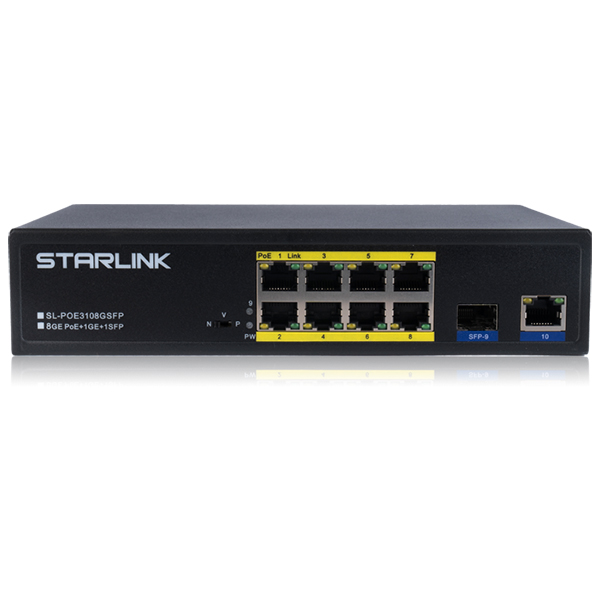 STARLINK
SL-POE3108GSFP
8GE PoE+1GE+1SFP
N V P
9
PW
PoE 1 Link 3 5 7
2 4 6 8
SFP-9
10